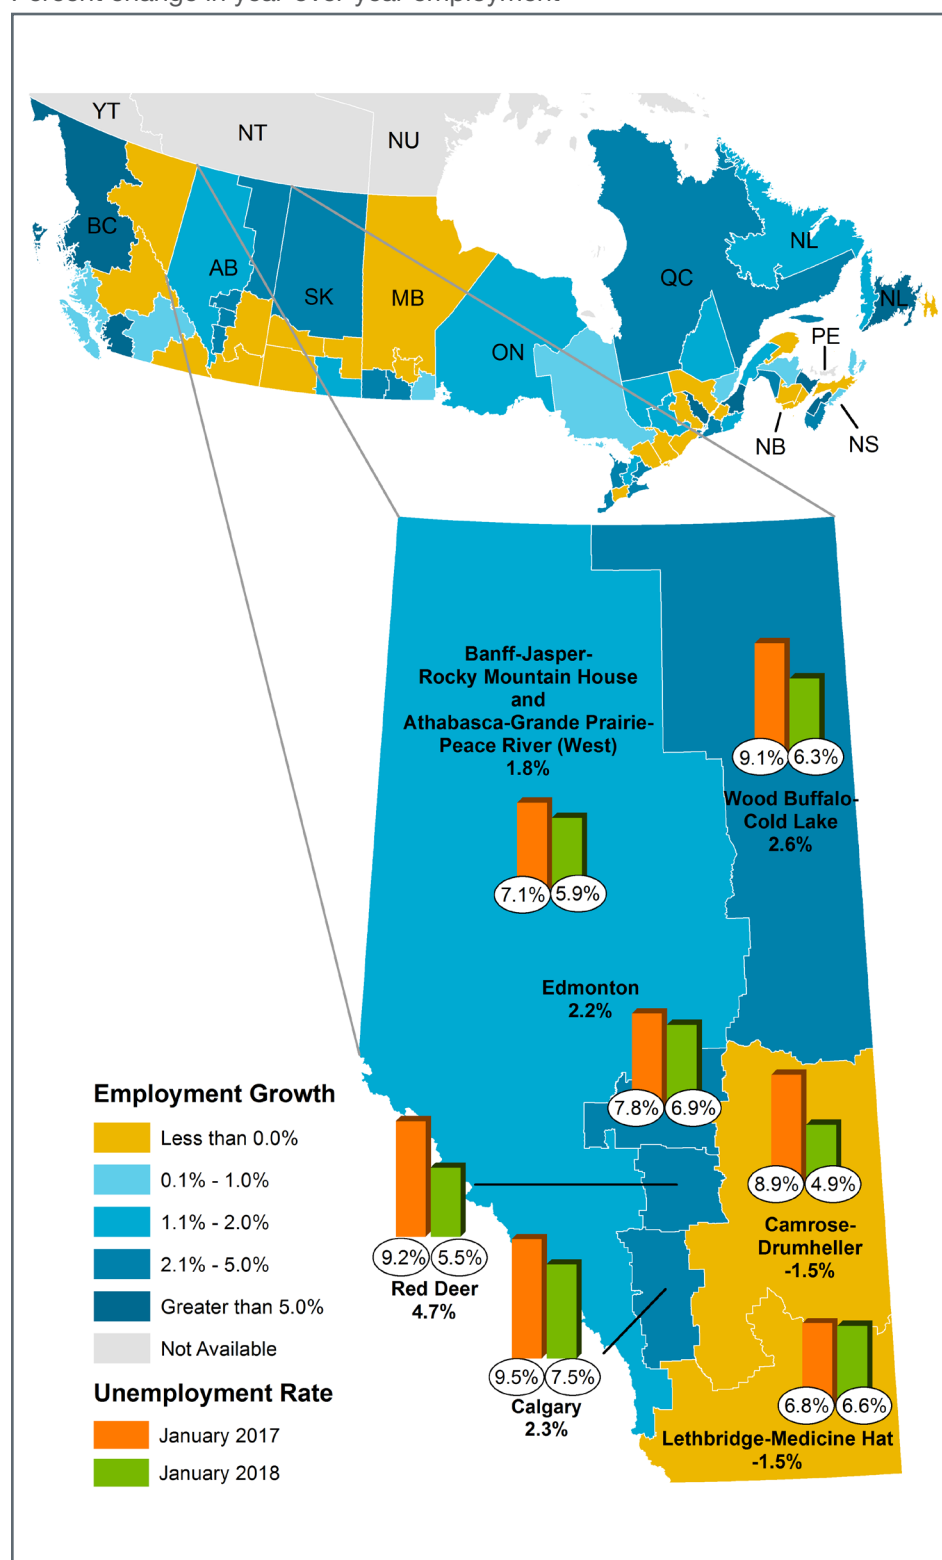 Percent change in year-over-year employment
YT
NT
NU
BC
AB
SK
MB
ON
QC
NL
NL
PE
NB
NS
Banff-Jasper-
Rocky Mountain House
and
Athabasca-Grande Prairie-
Peace River (West)
1.8%
7.1%
5.9%
9.1%
6.3%
Wood Buffalo-
Cold Lake
2.6%
Edmonton
2.2%
7.8%
6.9%
8.9%
4.9%
Camrose-
Drumheller
-1.5%
9.2%
5.5%
Red Deer
4.7%
9.5%
7.5%
Calgary
2.3%
6.8%
6.6%
Lethbridge-Medicine Hat
-1.5%
Employment Growth
Less than 0.0%
0.1% - 1.0%
1.1% - 2.0%
2.1% - 5.0%
Greater than 5.0%
Not Available
Unemployment Rate
January 2017
January 2018